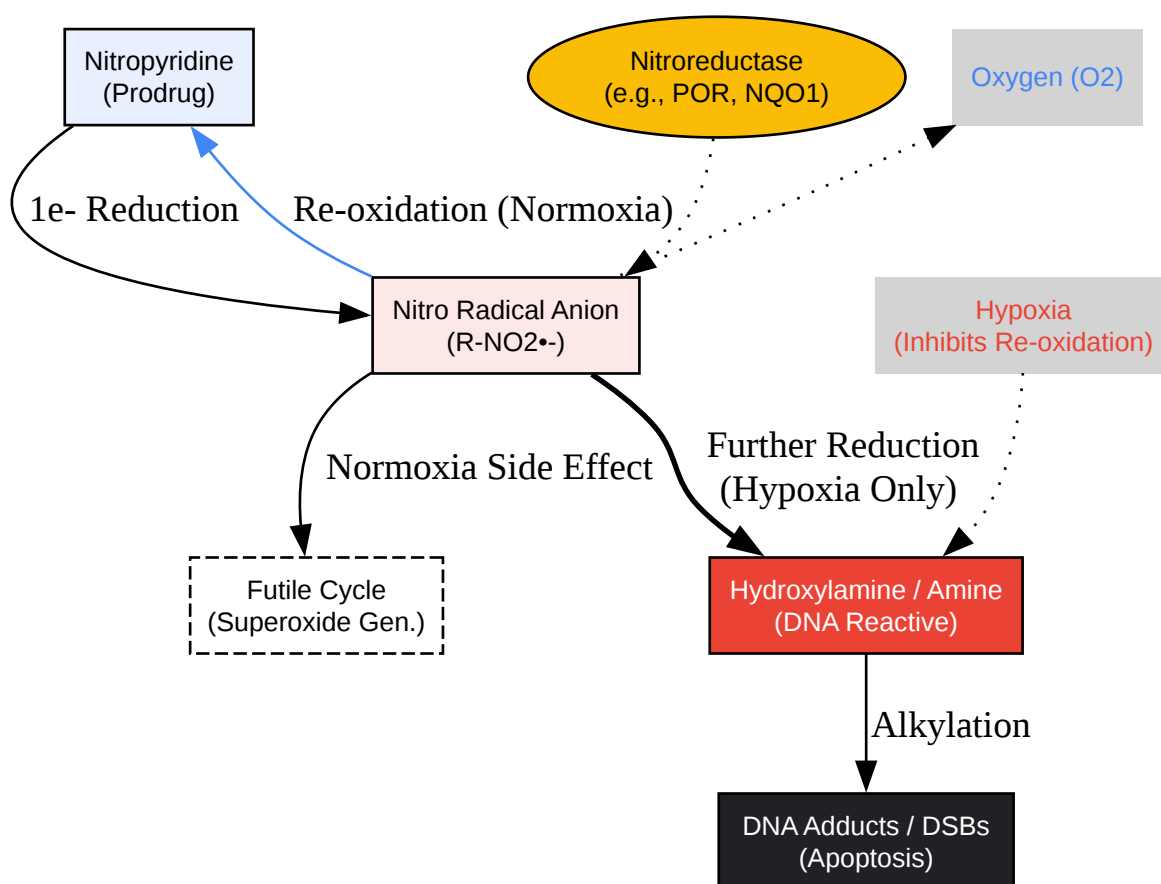 Nitropyridine
(Prodrug)
Nitroreductase
(e.g., POR, NQO1)
Oxygen (O2)
1e- Reduction
Re-oxidation (Normoxia)
Nitro Radical Anion
(R-NO2•-)
Hypoxia
(Inhibits Re-oxidation)
Normoxia Side Effect
Further Reduction
(Hypoxia Only)
Futile Cycle
(Superoxide Gen.)
Hydroxylamine / Amine
(DNA Reactive)
Alkylation
DNA Adducts / DSBs
(Apoptosis)